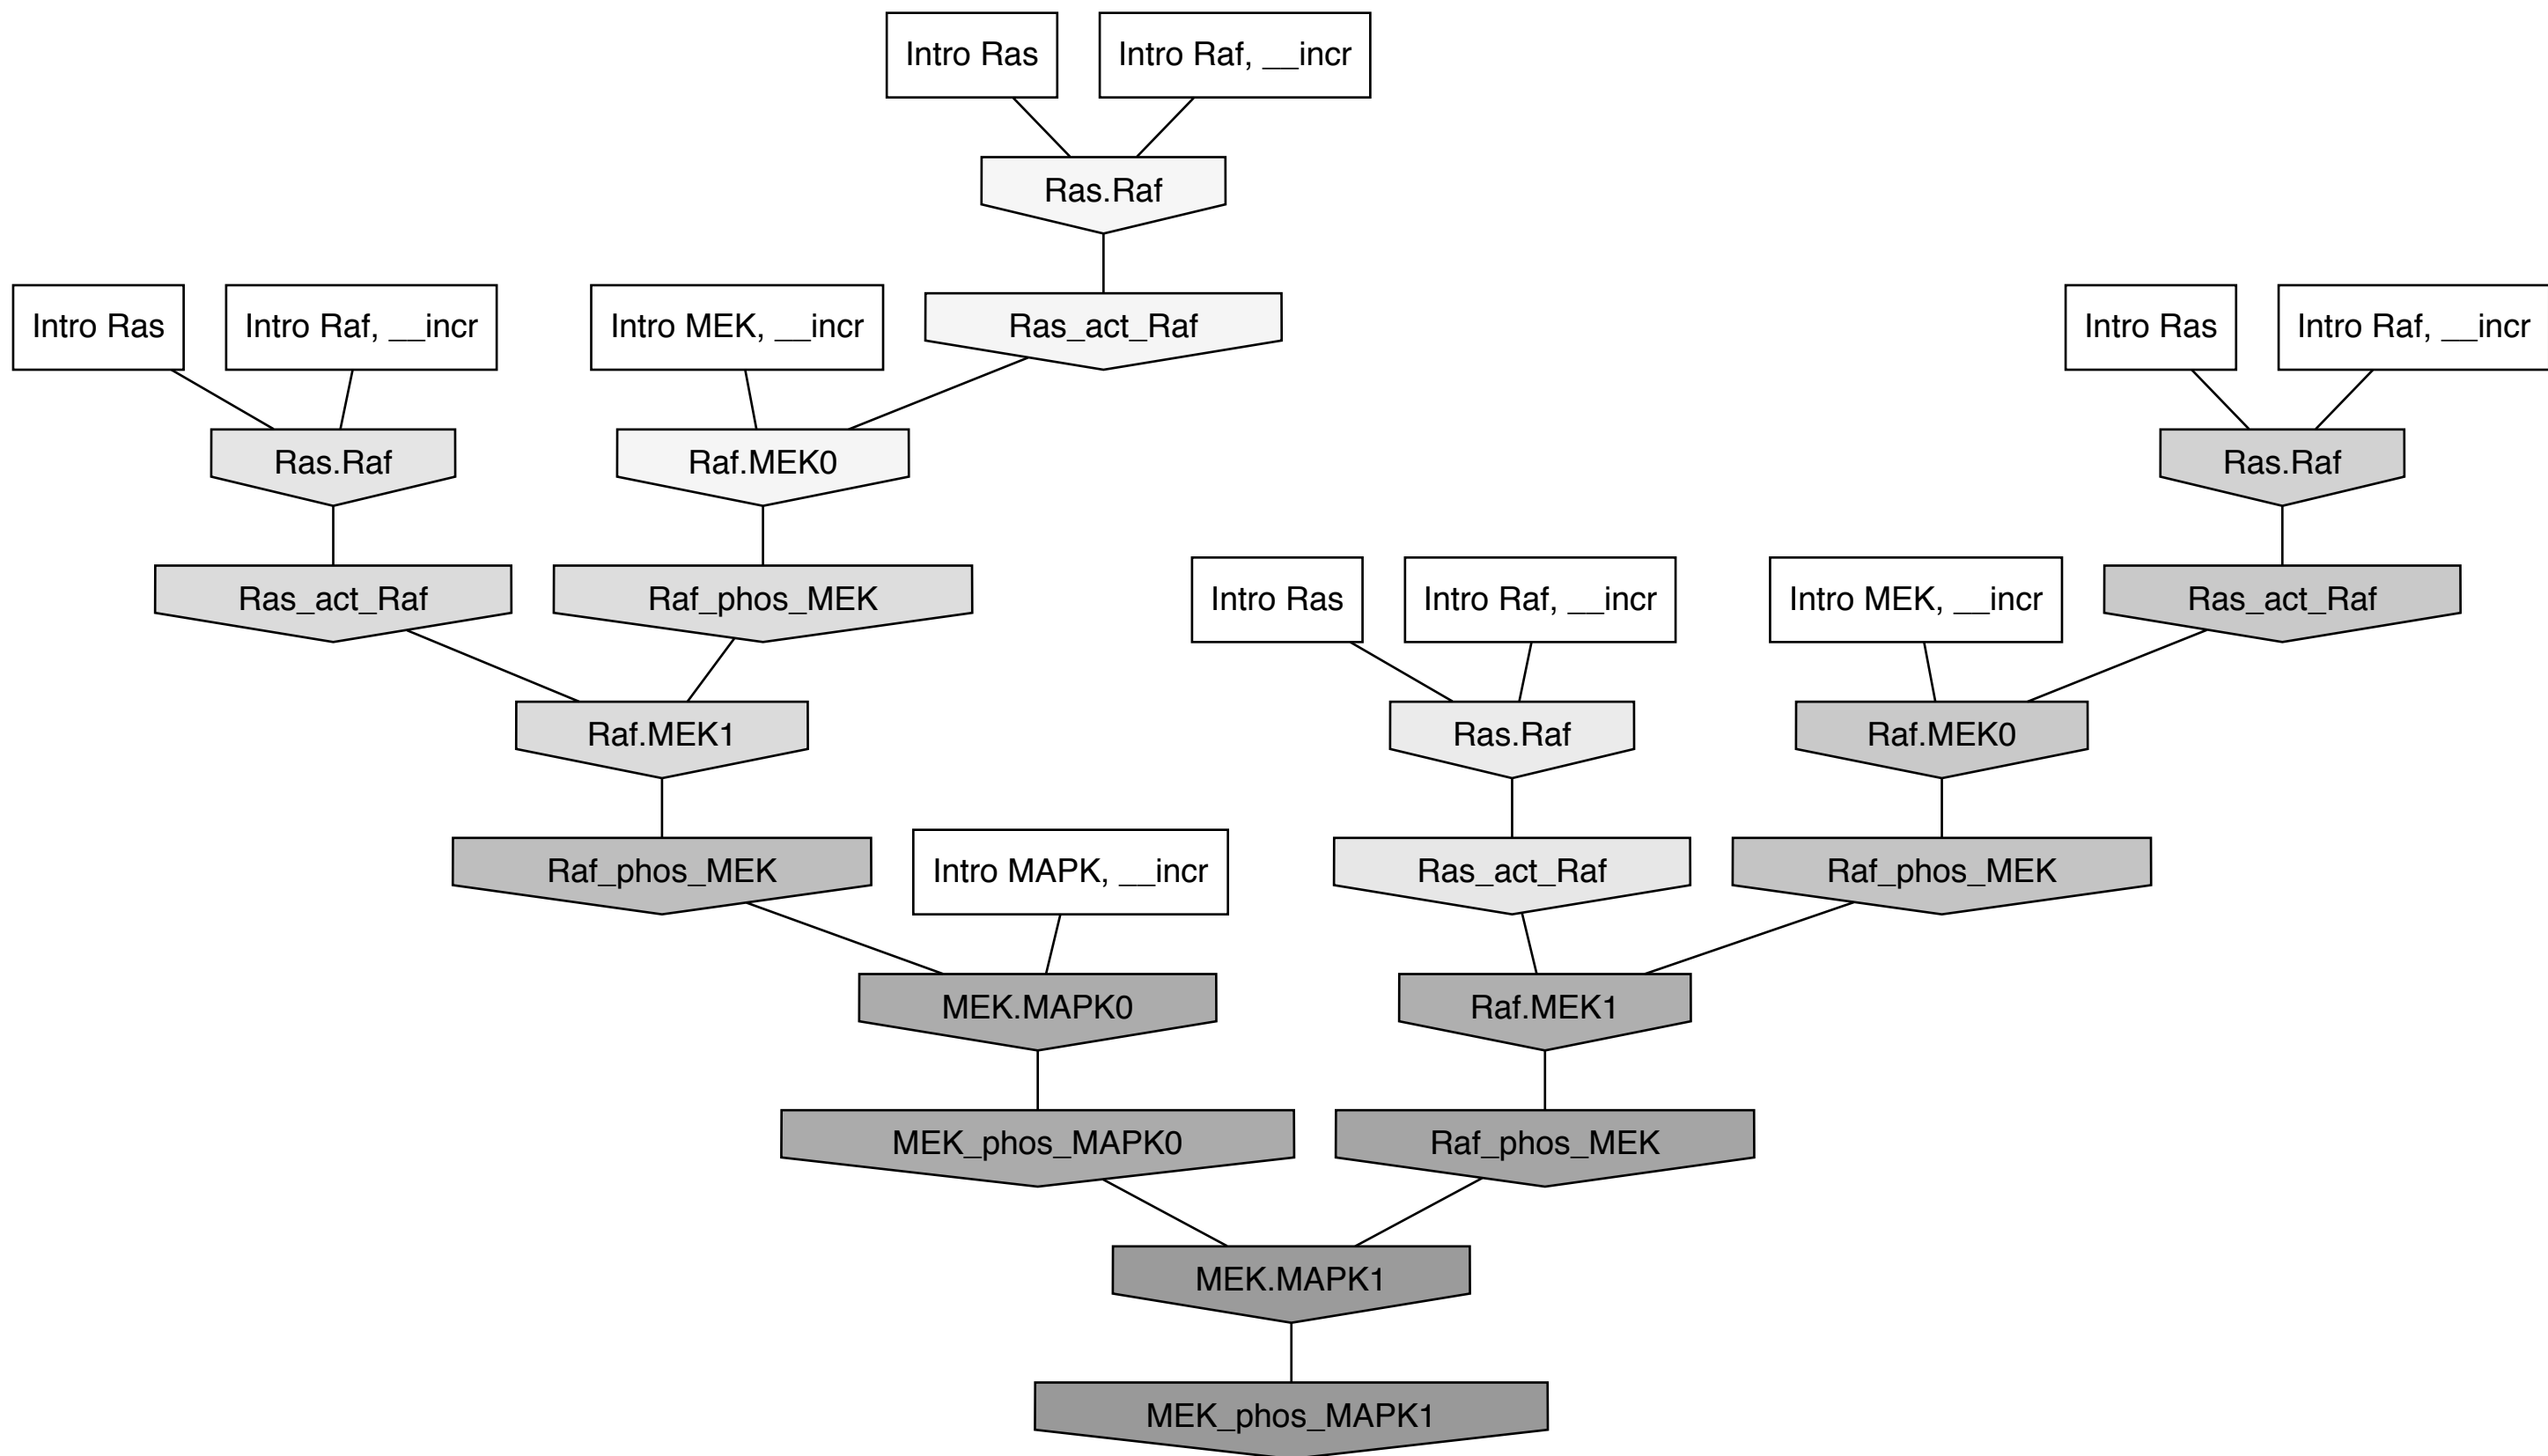 Intro Ras
Intro Raf, __incr
Ras.Raf
Intro Ras
Intro Raf, __incr
Intro MEK, __incr
Ras_act_Raf
Intro Ras
Intro Raf, __incr
Ras.Raf
Raf.MEK0
Ras.Raf
Ras_act_Raf
Raf_phos_MEK
Intro Ras
Intro Raf, __incr
Intro MEK, __incr
Ras_act_Raf
Raf.MEK1
Ras.Raf
Raf.MEK0
Raf_phos_MEK
Intro MAPK, __incr
Ras_act_Raf
Raf_phos_MEK
MEK.MAPK0
Raf.MEK1
MEK_phos_MAPK0
Raf_phos_MEK
MEK.MAPK1
MEK_phos_MAPK1